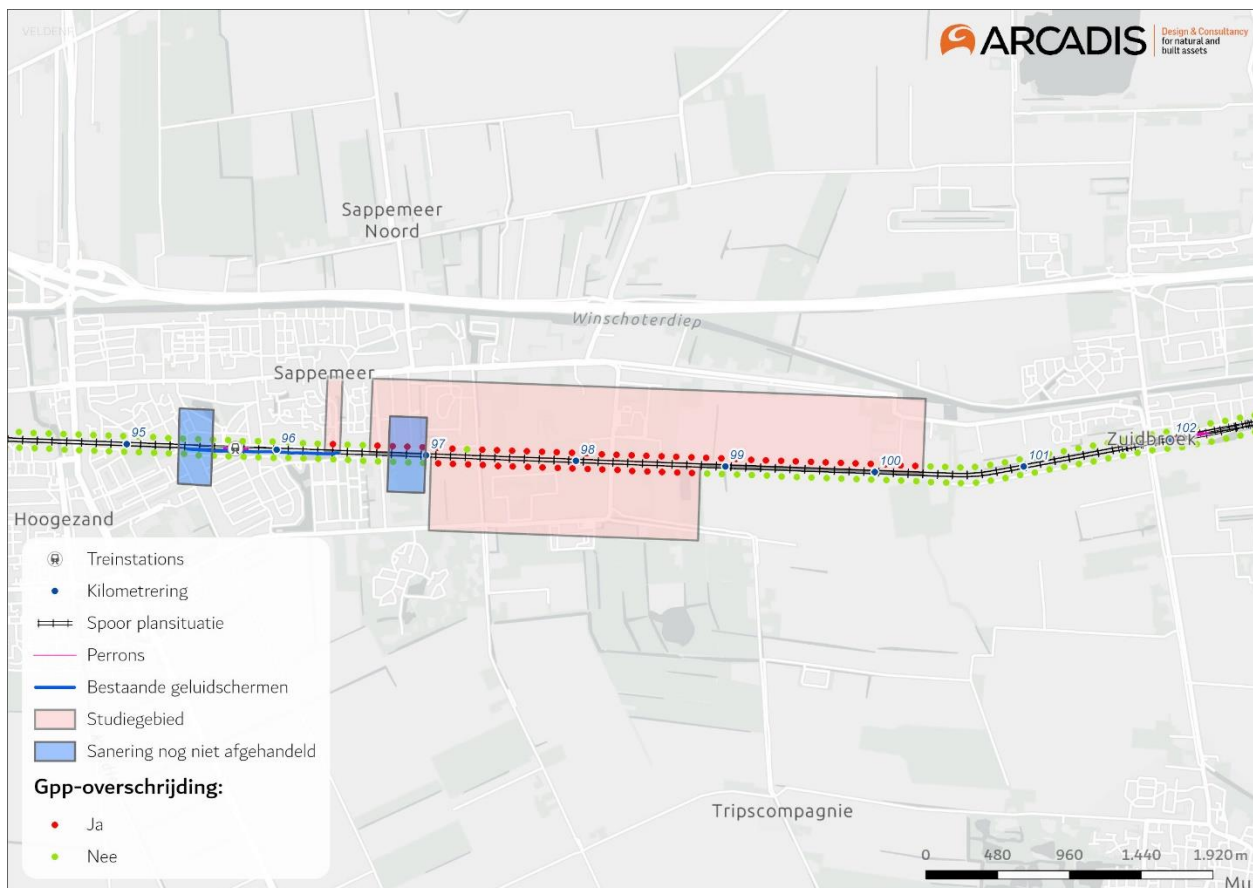 VELDEN
ARCADIS
Design & Consultancy
for natural and
built assets
Sappemeer
Noord
Winschoterdiep
Sappemeer
95
96
97
98
99
100
101
102
Zuidbroek
Hoogezand
Tripscompagnie
Treinstations
Kilometrering
Spoor plansituatie
Perrons
Bestaande geluidschermen
Studiegebied
Sanering nog niet afgehandeld
Gpp-overschrijding:
Ja
Nee
0 480 960 1.440 1.920 m
Mu